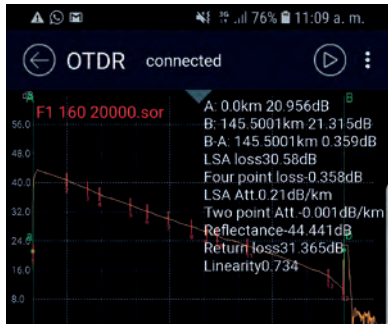 3G 76% 11:09 a. m.
OTDR connected
dB
F1 160 20000.sor
A: 0.0km 20.956dB
B: 145.5001km 21.315dB
B-A: 145.5001km 0.359dB
LSA loss30.58dB
Four point loss-0.358dB
LSA Att.0.21dB/km
Two point Att.-0.001dB/km
Reflectance-44.441dB
Return loss31.365dB
Linearity0.734
B
56.0
48.0
40.0
32.0
24.0
16.0
8.0